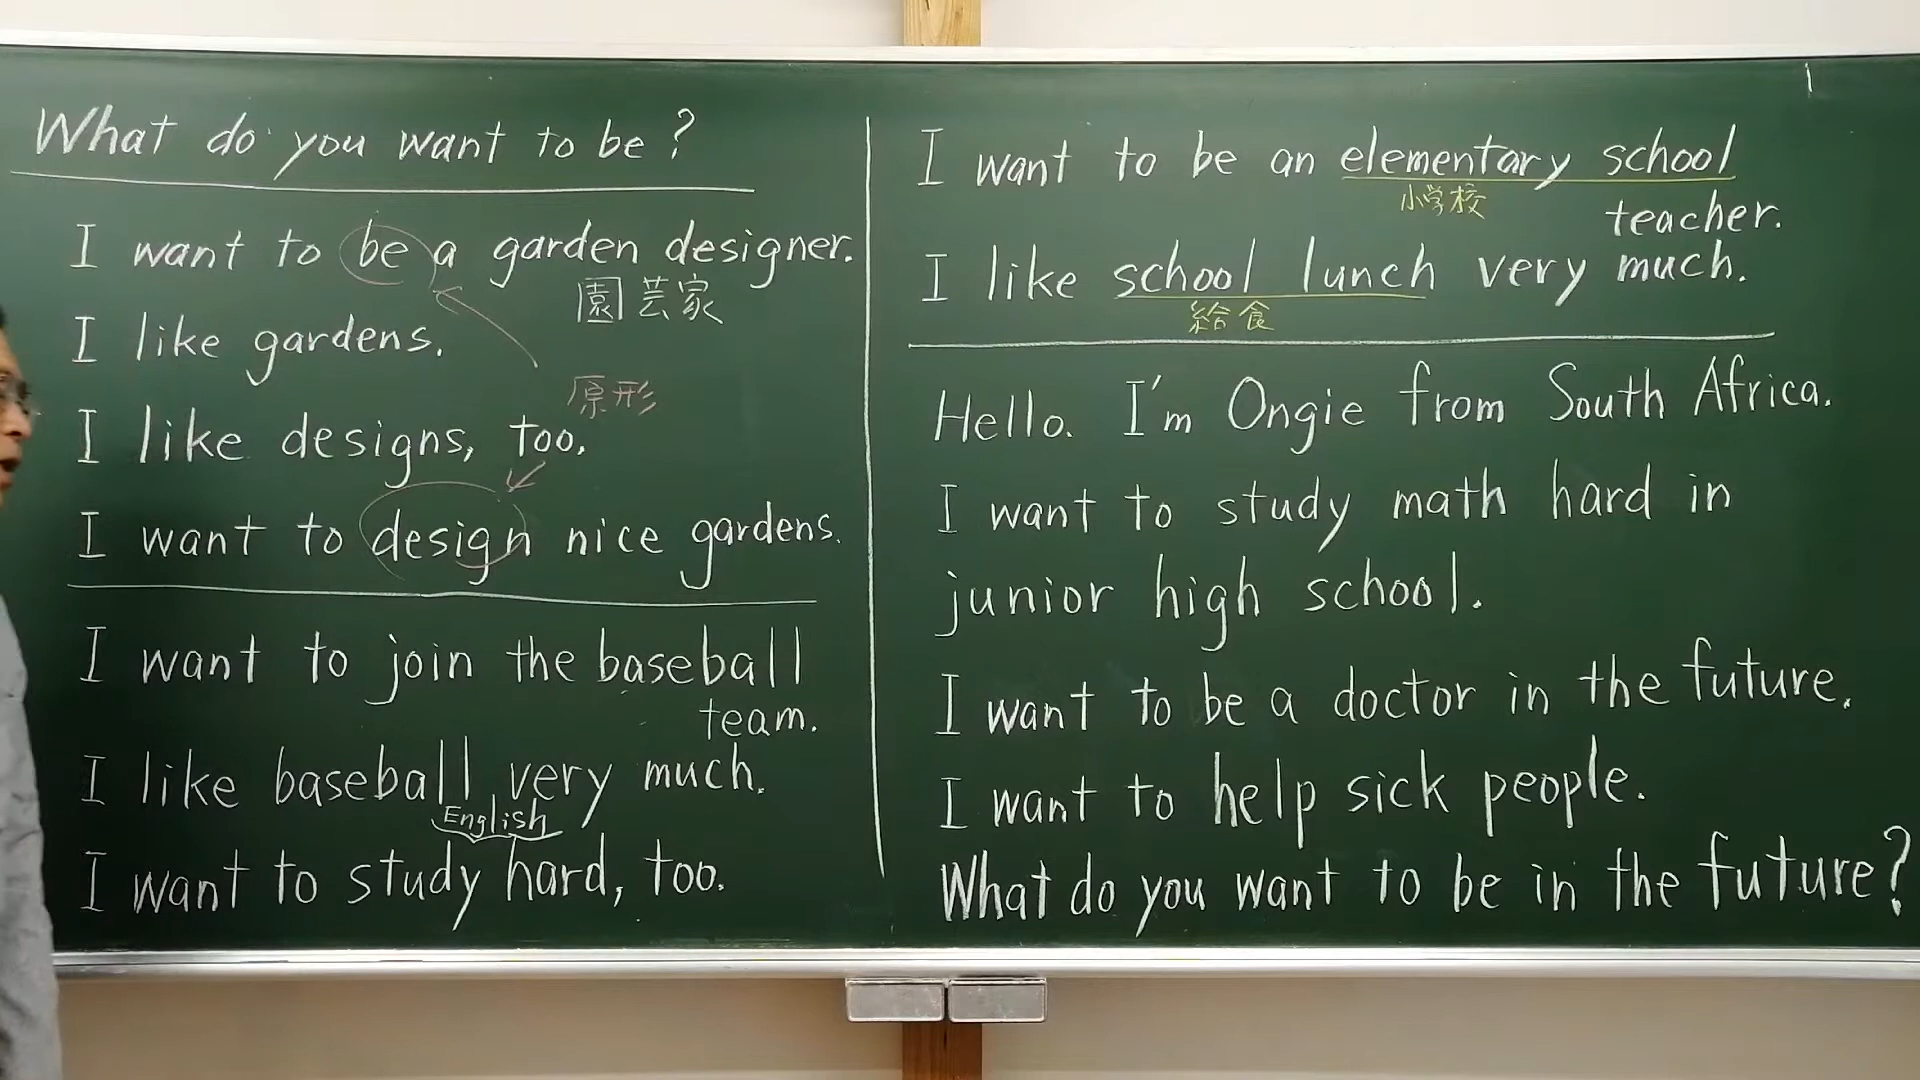 What do you want to be?
I want to be a garden designer.
園芸家
I like gardens.
原形
I like designs, too.
I want to design nice gardens.
I want to join the baseball
team.
I like baseball very much.
English
I want to study hard, too.
I want to be an elementary school
小学校
teacher.
I like school lunch very much.
給食
Hello. I'm Ongie from South Africa.
I want to study math hard in
junior high school.
I want to be a doctor in the future.
I want to help sick people.
What do you want to be in the future?